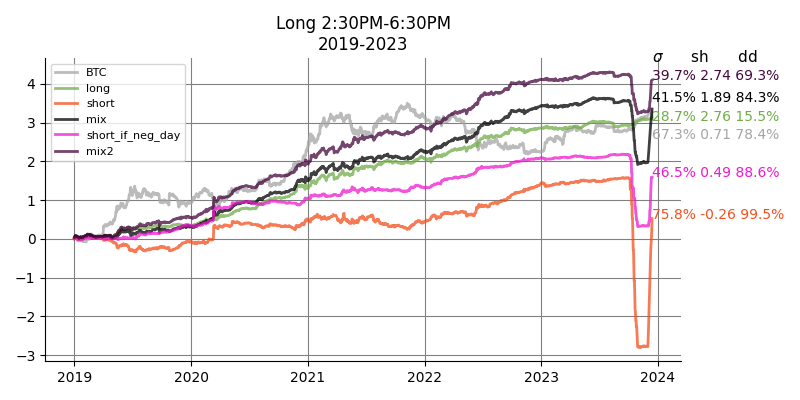 Long 2:30PM-6:30PM
2019-2023
σ sh dd
BTC
long
short
mix
short_if_neg_day
mix2
39.7% 2.74 69.3%
41.5% 1.89 84.3%
28.7% 2.76 15.5%
67.3% 0.71 78.4%
46.5% 0.49 88.6%
75.8% -0.26 99.5%
4
3
2
1
0
−1
−2
−3
2019 2020 2021 2022 2023 2024